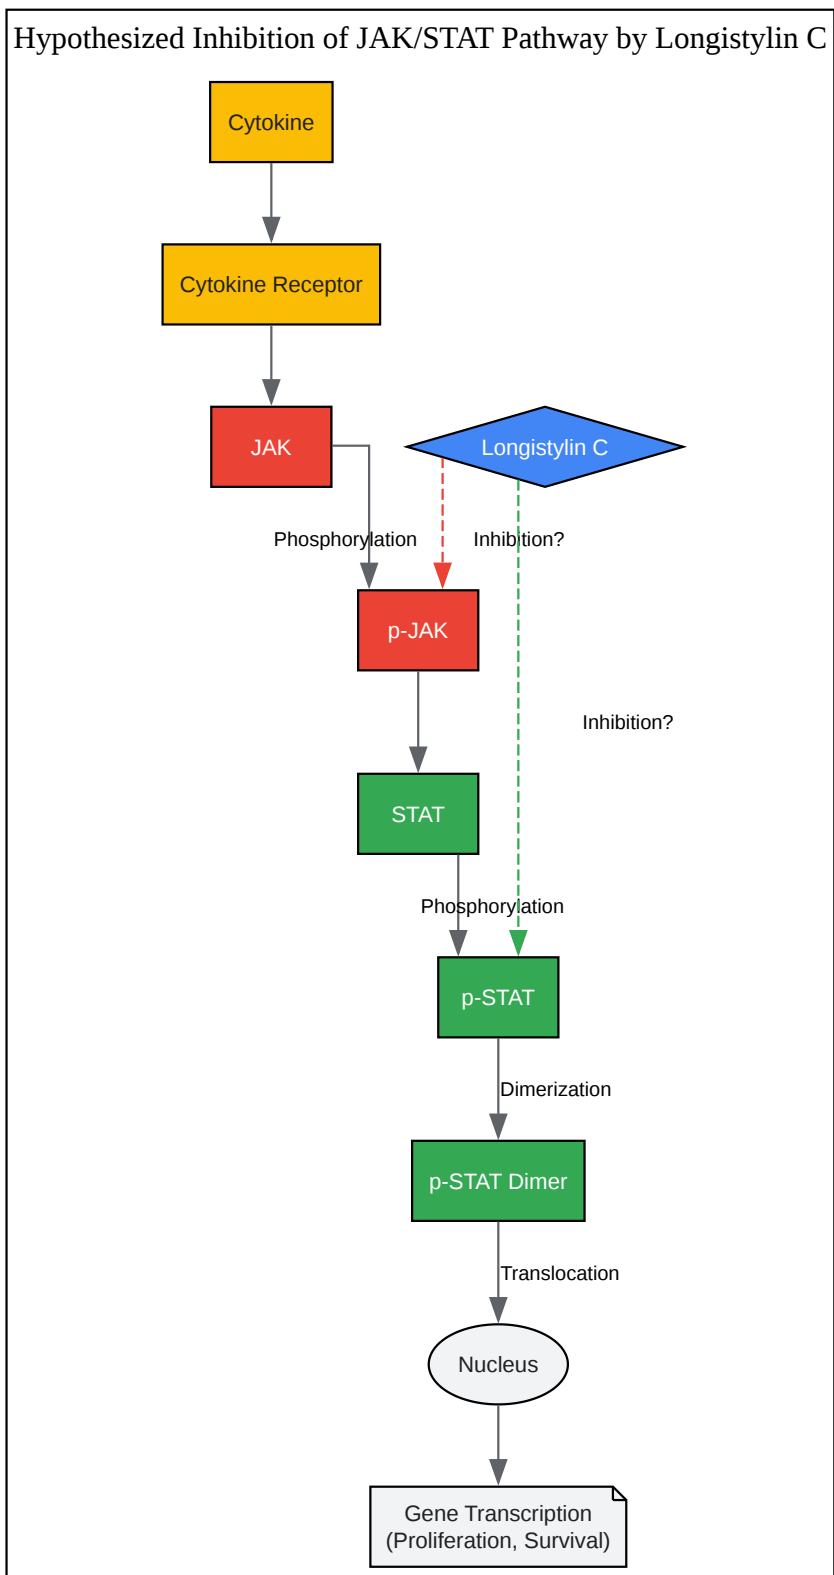 Hypothesized Inhibition of JAK/STAT Pathway by Longistylin C
Cytokine
Cytokine Receptor
JAK
Longistylin C
Phosphorylation
Inhibition?
p-JAK
Inhibition?
STAT
Phosphorylation
p-STAT
Dimerization
p-STAT Dimer
Translocation
Nucleus
Gene Transcription
(Proliferation, Survival)